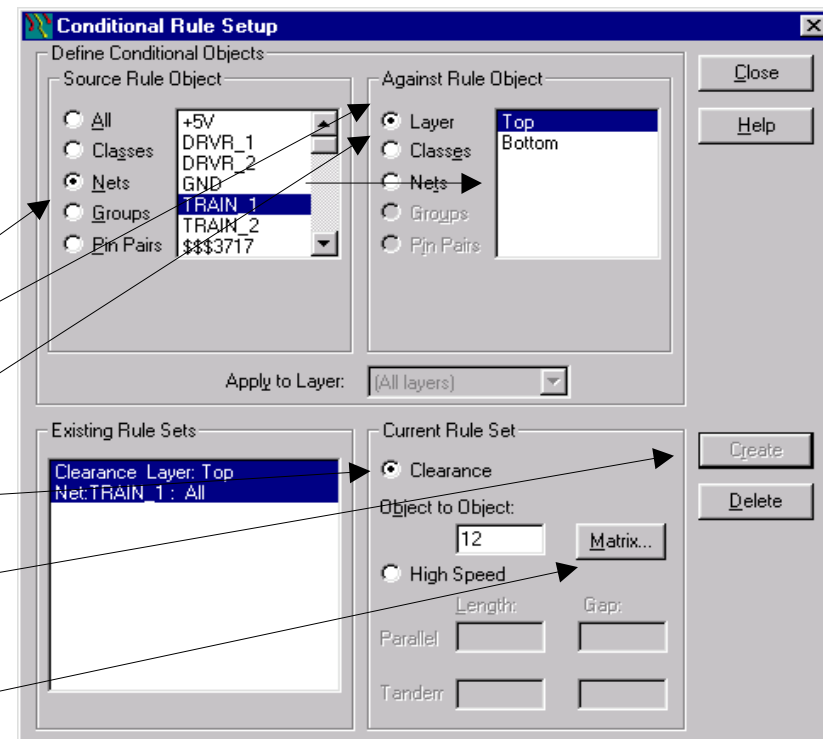 Conditional Rule Setup
Define Conditional Objects
Source Rule Object
All
Classes
Nets
Groups
Pin Pairs
+5V
DRVR_1
DRVR_2
GND
TRAIN_1
TRAIN_2
$$$3717
Against Rule Object
Layer
Classes
Nets
Groups
Pin Pairs
Top
Bottom
Apply to Layer:
(All layers)
Close
Help
Existing Rule Sets
Clearance Layer: Top
Net:TRAIN_1 : All
Current Rule Set
Clearance
Object to Object:
12
Matrix...
High Speed
Length:
Gap:
Parallel
Tandem
Create
Delete